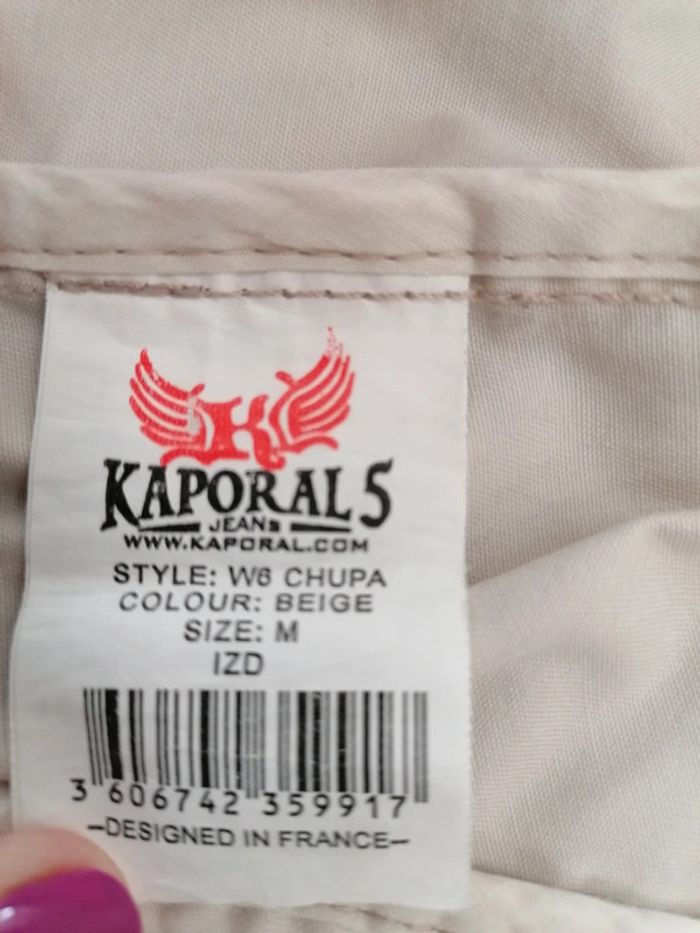 K
KAPORAL 5
JEANS
WWW.KAPORAL.COM
STYLE: W6 CHUPA
COLOUR: BEIGE
SIZE: M
IZD
3 606742 359917
–DESIGNED IN FRANCE–